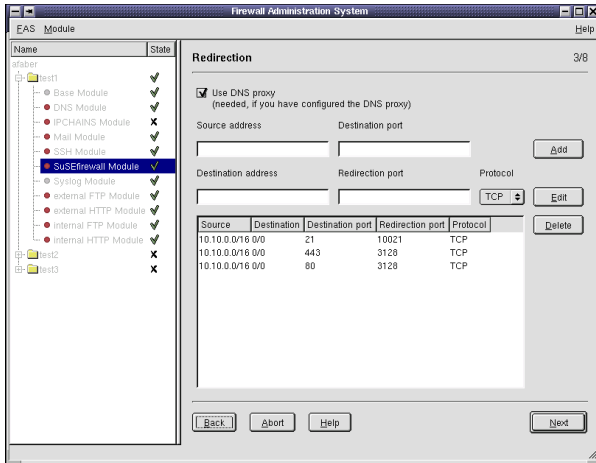 Firewall Administration System
FAS Module Help
Name State
afaber
test1
Base Module
DNS Module
IPCHAINS Module
Mail Module
SSH Module
SuSEfirewall Module
Syslog Module
external FTP Module
external HTTP Module
internal FTP Module
internal HTTP Module
test2
test3
Redirection 3/8
Use DNS proxy
(needed, if you have configured the DNS proxy)
Source address Destination port
Add
Destination address Redirection port Protocol
TCP Edit
Source Destination Destination port Redirection port Protocol Delete
10.10.0.0/16 0/0 21 10021 TCP
10.10.0.0/16 0/0 443 3128 TCP
10.10.0.0/16 0/0 80 3128 TCP
Back Abort Help Next